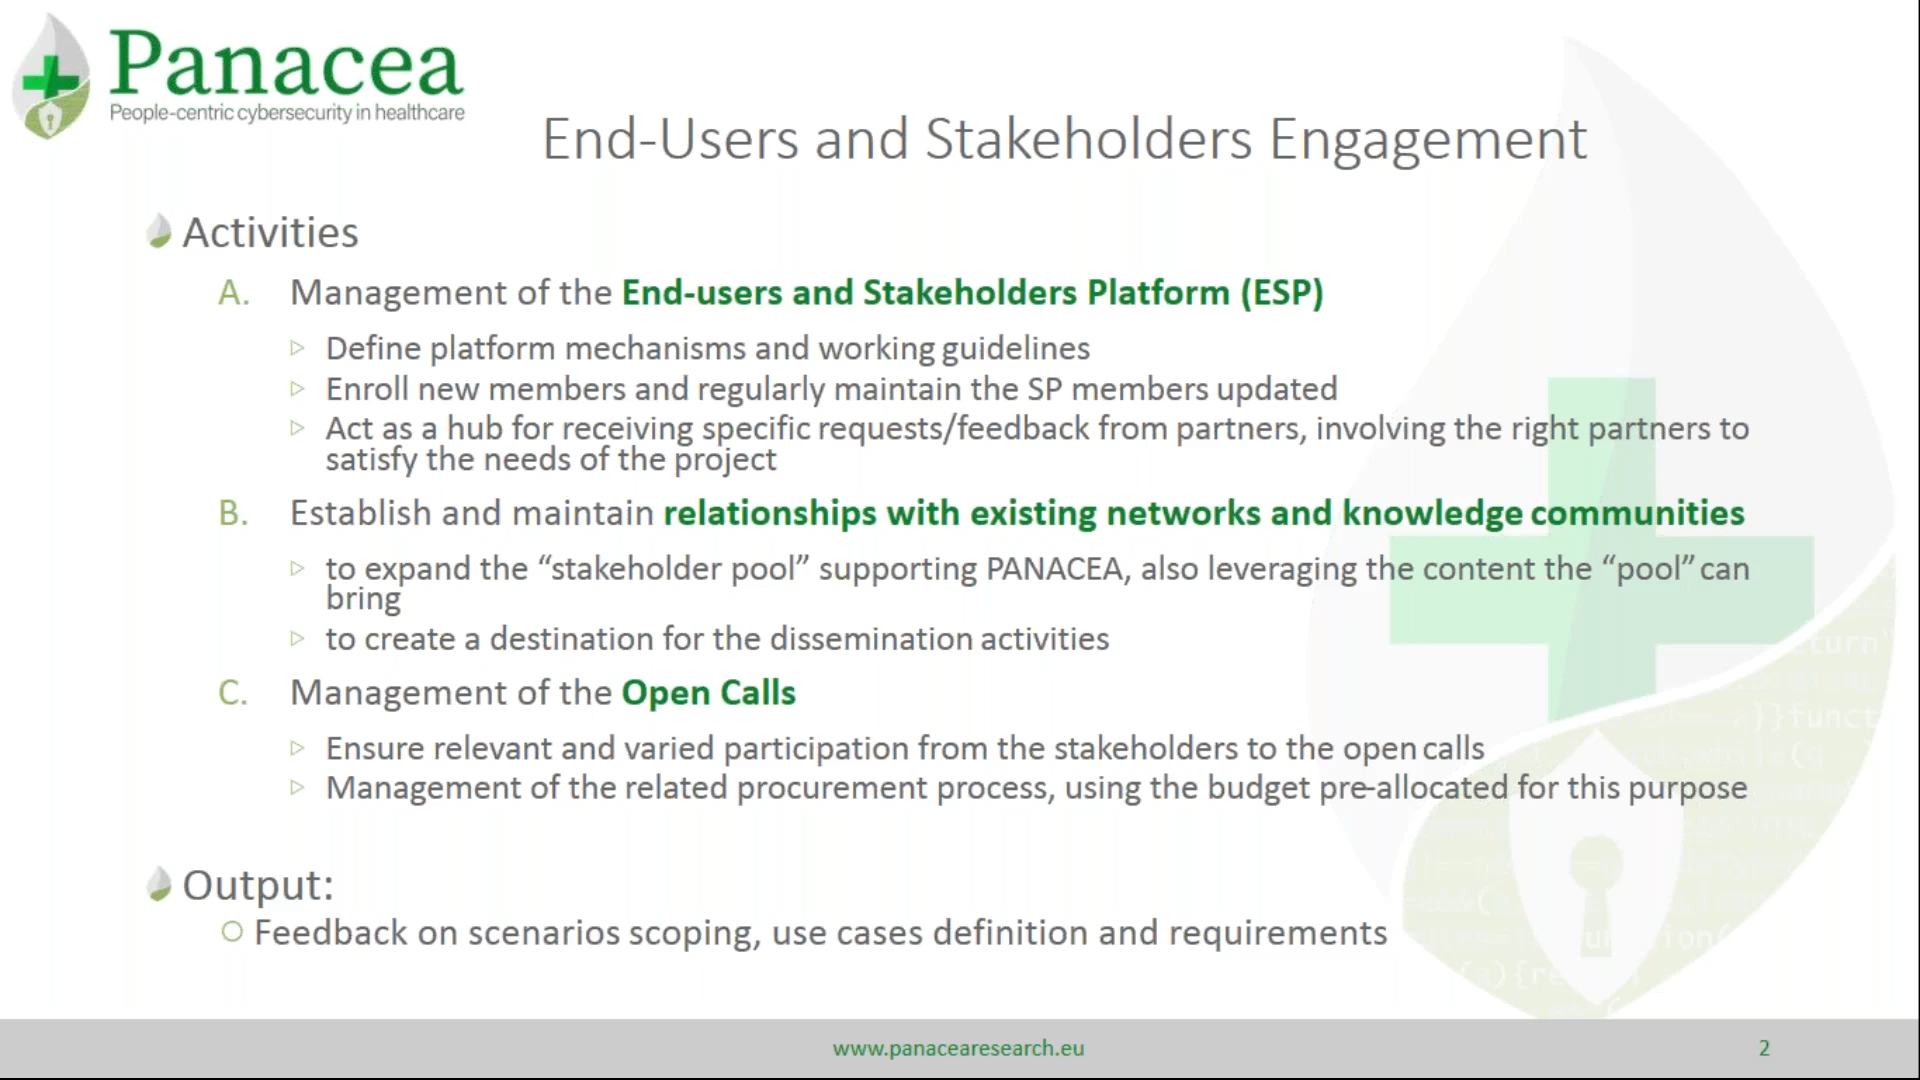 Panacea
People-centric cybersecurity in healthcare
End-Users and Stakeholders Engagement
Activities
A. Management of the End-users and Stakeholders Platform (ESP)
Define platform mechanisms and working guidelines
Enroll new members and regularly maintain the SP members updated
Act as a hub for receiving specific requests/feedback from partners, involving the right partners to
satisfy the needs of the project
B. Establish and maintain relationships with existing networks and knowledge communities
to expand the “stakeholder pool” supporting PANACEA, also leveraging the content the “pool” can
bring
to create a destination for the dissemination activities
C. Management of the Open Calls
Ensure relevant and varied participation from the stakeholders to the open calls
Management of the related procurement process, using the budget pre-allocated for this purpose
Output:
Feedback on scenarios scoping, use cases definition and requirements
www.panacearesearch.eu
2